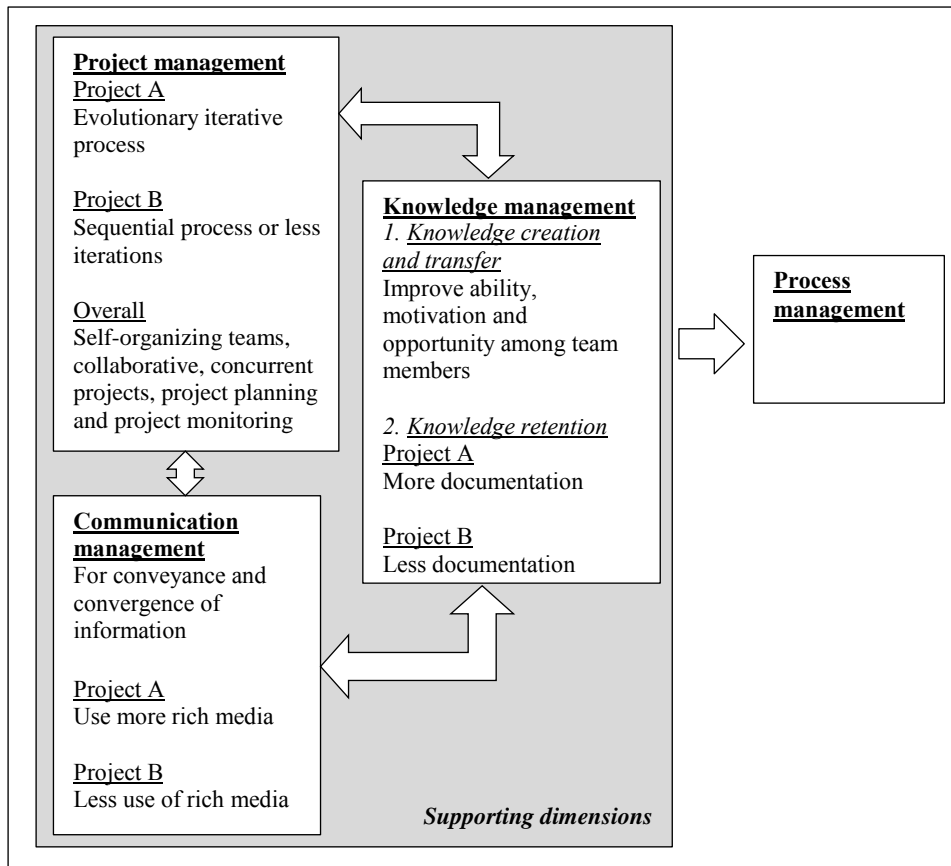 Project management
Project A
Evolutionary iterative
process
Project B
Sequential process or less
iterations
Overall
Self-organizing teams,
collaborative, concurrent
projects, project planning
and project monitoring
Communication
management
For conveyance and
convergence of
information
Project A
Use more rich media
Project B
Less use of rich media
Knowledge management
1. Knowledge creation
and transfer
Improve ability,
motivation and
opportunity among team
members
2. Knowledge retention
Project A
More documentation
Project B
Less documentation
Supporting dimensions
Process
management